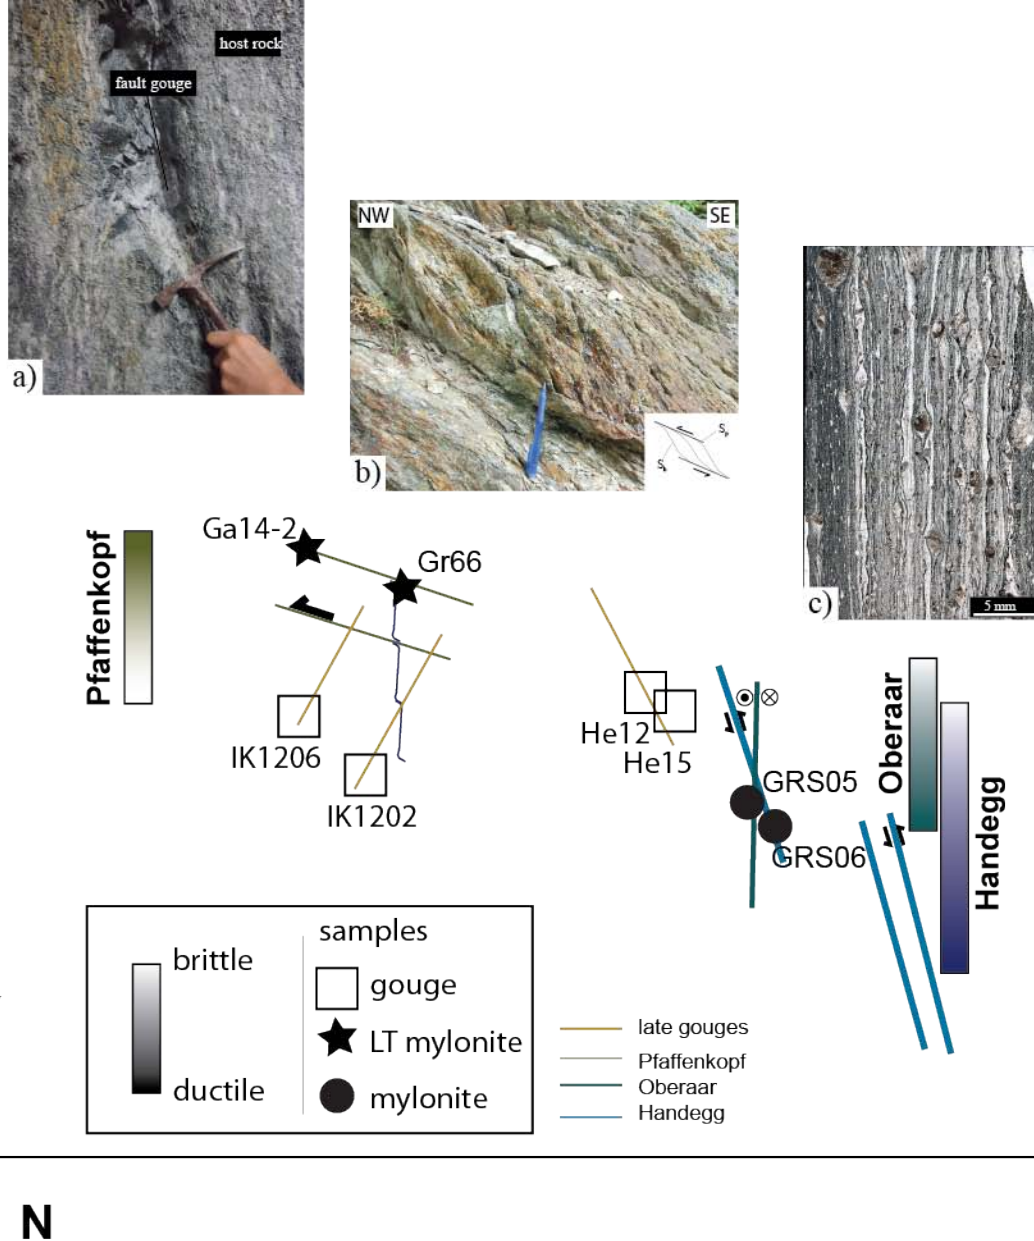 host rock
fault gouge
a)
NW
SE
b)
Sp
c)
5 mm
Ga14-2
Gr66
Pfaffenkopf
IK1206
IK1202
He12
He15
GRS05
GRS06
Oberaar
Handegg
brittle
ductile
samples
gouge
LT mylonite
mylonite
late gouges
Pfaffenkopf
Oberaar
Handegg
N